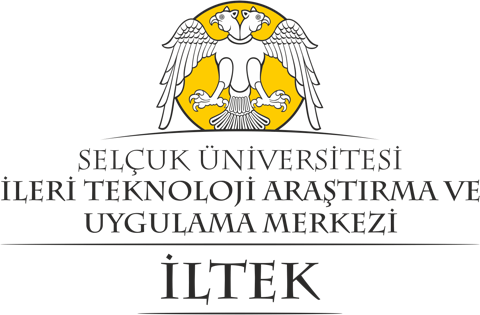 SELÇUK ÜNİVERSİTESİ
İLERİ TEKNOLOJİ ARAŞTIRMA VE
UYGULAMA MERKEZİ
İLTEK